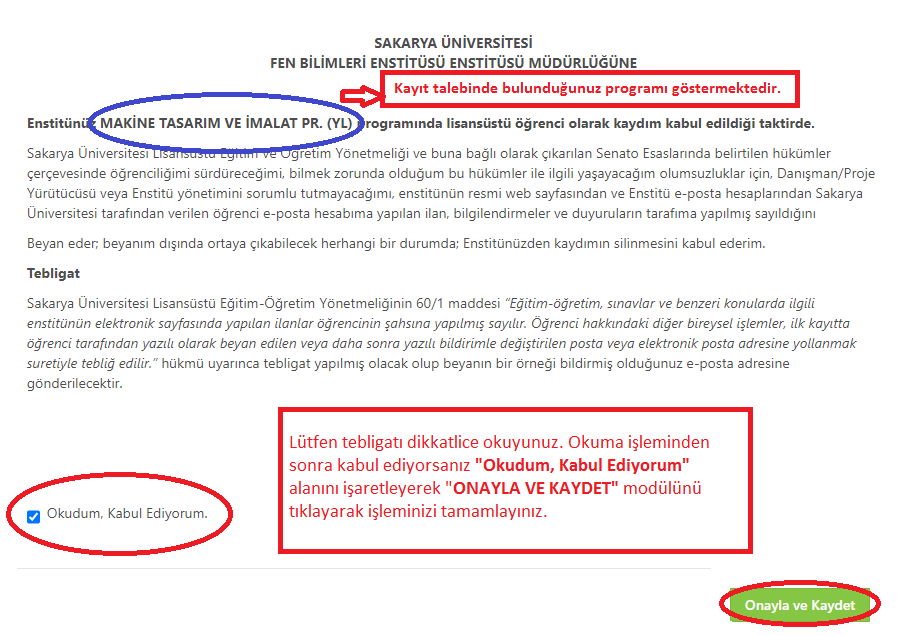 SAKARYA ÜNİVERSİTESİ
FEN BİLİMLERİ ENSTİTÜSÜ ENSTİTÜSÜ MÜDÜRLÜĞÜNE
Kayıt talebinde bulunduğunuz programı göstermektedir.
Enstitünüz MAKİNE TASARIM VE İMALAT PR. (YL) programında lisansüstü öğrenci olarak kaydım kabul edildiği taktirde.
Sakarya Üniversitesi Lisansüstü Eğitim ve Öğretim Yönetmeliği ve buna bağlı olarak çıkarılan Senato Esaslarında belirtilen hükümler
çerçevesinde öğrenciliğimi sürdüreceğimi, bilmek zorunda olduğum bu hükümler ile ilgili yaşayacağım olumsuzluklar için, Danışman/Proje
Yürütücüsü veya Enstitü yönetimini sorumlu tutmayacağımı, enstitünün resmi web sayfasından ve Enstitü e-posta hesaplarından Sakarya
Üniversitesi tarafından verilen öğrenci e-posta hesabıma yapılan ilan, bilgilendirmeler ve duyuruların tarafıma yapılmış sayıldığını
Beyan eder; beyanım dışında ortaya çıkabilecek herhangi bir durumda; Enstitünüzden kaydımın silinmesini kabul ederim.
Tebligat
Sakarya Üniversitesi Lisansüstü Eğitim-Öğretim Yönetmeliğinin 60/1 maddesi “Eğitim-öğretim, sınavlar ve benzeri konularda ilgili
enstitünün elektronik sayfasında yapılan ilanlar öğrencinin şahsına yapılmış sayılır. Öğrenci hakkındaki diğer bireysel işlemler, ilk kayıtta
öğrenci tarafından yazılı olarak beyan edilen veya daha sonra yazılı bildirimle değiştirilen posta veya elektronik posta adresine yollanmak
suretiyle tebliğ edilir.” hükmü uyarınca tebligat yapılmış olacak olup beyanın bir örneği bildirmiş olduğunuz e-posta adresine
gönderilecektir.
Lütfen tebligatı dikkatlice okuyunuz. Okuma işleminden
sonra kabul ediyorsanız "Okudum, Kabul Ediyorum"
alanını işaretleyerek "ONAYLA VE KAYDET" modülünü
tıklayarak işleminizi tamamlayınız.
Okudum, Kabul Ediyorum.
Onayla ve Kaydet